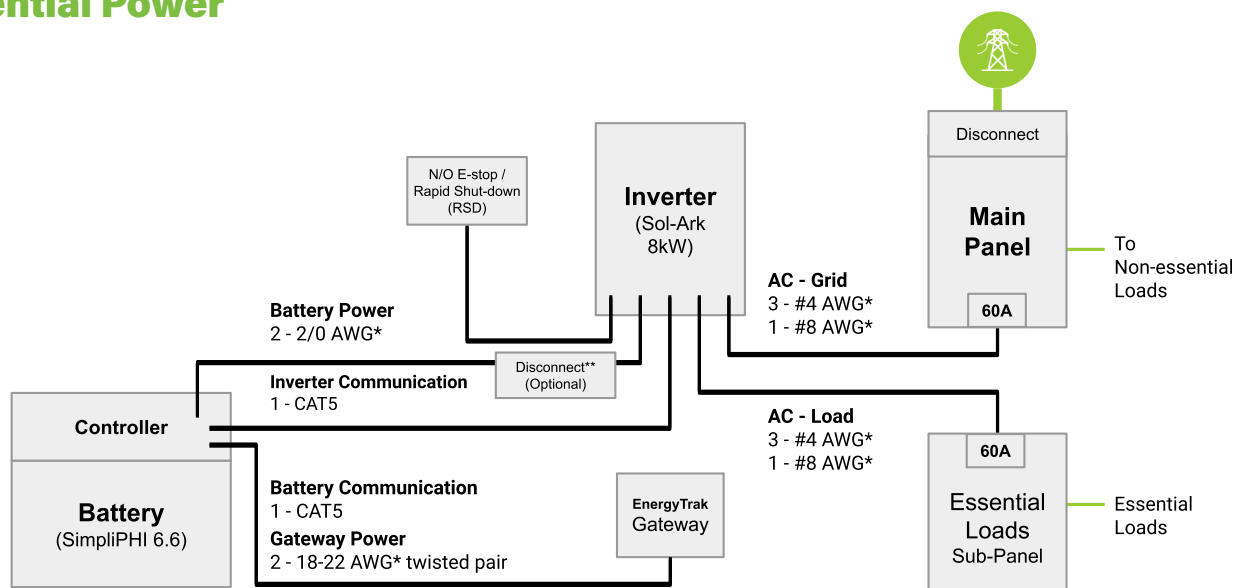 Power
Disconnect
N/O E-stop /
Rapid Shut-down
(RSD)
Inverter
(Sol-Ark
8kW)
Main
Panel
To
Non-essential
Loads
60A
AC - Grid
3 - #4 AWG*
1 - #8 AWG*
Battery Power
2 - 2/0 AWG*
Disconnect**
(Optional)
Inverter Communication
1 - CAT5
Controller
Battery
(SimpliPHI 6.6)
AC - Load
3 - #4 AWG*
1 - #8 AWG*
60A
Essential
Loads
Sub-Panel
Essential
Loads
Battery Communication
1 - CAT5
Gateway Power
2 - 18-22 AWG* twisted pair
EnergyTrak
Gateway